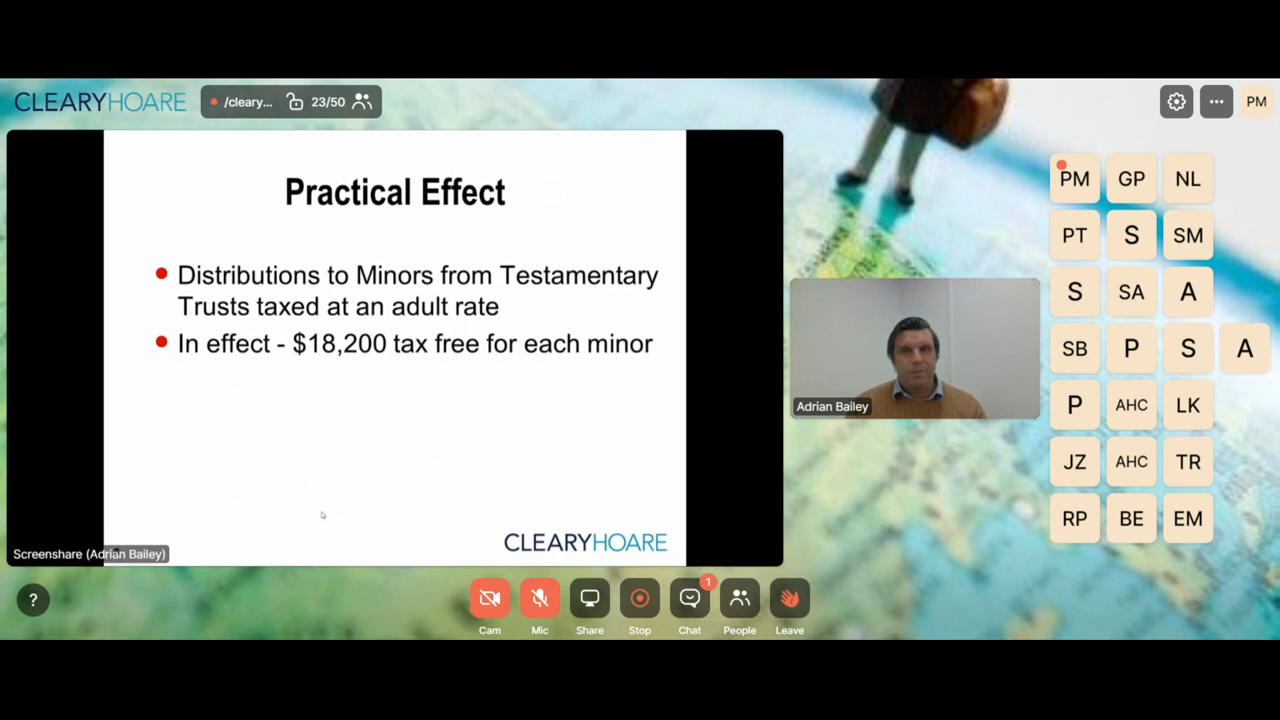 CLEARYHOARE
/cleary...
23/50
PM
Practical Effect
Distributions to Minors from Testamentary
Trusts taxed at an adult rate
In effect - $18,200 tax free for each minor
CLEARYHOARE
Screenshare (Adrian Bailey)
Adrian Bailey
PM GP NL
PT S SM
S SA A
SB P S A
P AHC LK
JZ AHC TR
RP BE EM
?
1
Cam Mic Share Stop Chat People Leave